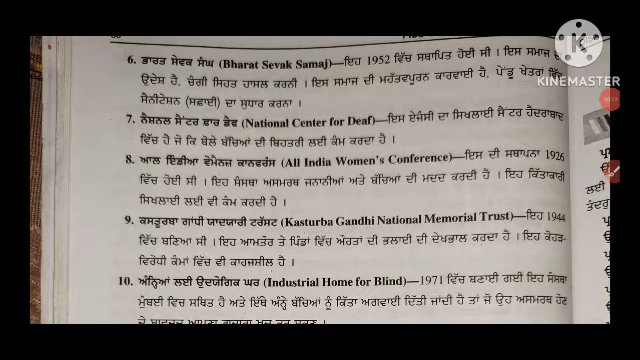 6. ਭਾਰਤ ਸੇਵਕ ਸੰਘ (Bharat Sevak Samaj)—ਇਹ 1952 ਵਿੱਚ ਸਥਾਪਿਤ ਹੋਈ ਸੀ। ਇਸ ਸਮਾਜ ਦਾ
ਉਦੇਸ਼ ਹੈ, ਚੰਗੀ ਸਿਹਤ ਹਾਸਲ ਕਰਨੀ। ਇਸ ਸਮਾਜ ਦੀ ਮਹੱਤਵਪੂਰਨ ਕਾਰਵਾਈ ਹੈ, ਪੇਂਡੂ ਖੇਤਰਾਂ ਵਿੱਚ
ਸੈਨੀਟੇਸ਼ਨ (ਸਫ਼ਾਈ) ਦਾ ਸੁਧਾਰ ਕਰਨਾ।
7. ਨੈਸ਼ਨਲ ਸੈਂਟਰ ਫ਼ਾਰ ਡੈਵ (National Center for Deaf)—ਇਸ ਏਜੰਸੀ ਦਾ ਸਿਖਲਾਈ ਸੈਂਟਰ ਹੈਦਰਾਬਾਦ
ਵਿੱਚ ਹੈ ਜੋ ਕਿ ਬੋਲੇ ਬੱਚਿਆਂ ਦੀ ਬਿਹਤਰੀ ਲਈ ਕੰਮ ਕਰਦਾ ਹੈ।
8. ਆਲ ਇੰਡੀਆ ਵੋਮੈਨਜ਼ ਕਾਨਫਰੰਸ (All India Women's Conference)—ਇਸ ਦੀ ਸਥਾਪਨਾ 1926
ਵਿੱਚ ਹੋਈ ਸੀ। ਇਹ ਸੰਸਥਾ ਅਸਮਰਥ ਜਨਾਨੀਆਂ ਅਤੇ ਬੱਚਿਆਂ ਦੀ ਮਦਦ ਕਰਦੀ ਹੈ। ਇਹ ਕਿੱਤਾਕਾਰੀ
ਸਿਖਲਾਈ ਲਈ ਵੀ ਕੰਮ ਕਰਦੀ ਹੈ।
9. ਕਸਤੂਰਬਾ ਗਾਂਧੀ ਯਾਦਯਾਰੀ ਟਰੱਸਟ (Kasturba Gandhi National Memorial Trust)—ਇਹ 1944
ਵਿੱਚ ਬਣਿਆ ਸੀ। ਇਹ ਆਮਤੌਰ ਤੇ ਪਿੰਡਾਂ ਵਿੱਚ ਔਰਤਾਂ ਦੀ ਭਲਾਈ ਦੀ ਦੇਖਭਾਲ ਕਰਦਾ ਹੈ। ਇਹ ਕੋਹੜ-
ਵਿਰੋਧੀ ਕੰਮਾਂ ਵਿੱਚ ਵੀ ਕਾਰਜਸ਼ੀਲ ਹੈ।
10. ਅੰਨ੍ਹਿਆਂ ਲਈ ਉਦਯੋਗਿਕ ਘਰ (Industrial Home for Blind)—1971 ਵਿੱਚ ਬਣਾਈ ਗਈ ਇਹ ਸੰਸਥਾ
ਮੁੰਬਈ ਵਿਚ ਸਥਿਤ ਹੈ ਅਤੇ ਇੱਥੇ ਅੰਨ੍ਹੇ ਬੱਚਿਆਂ ਨੂੰ ਕਿੱਤਾ ਅਗਵਾਈ ਦਿੱਤੀ ਜਾਂਦੀ ਹੈ ਤਾਂ ਜੋ ਉਹ ਅਸਮਰਥ ਹੋਣ
KINEMASTER